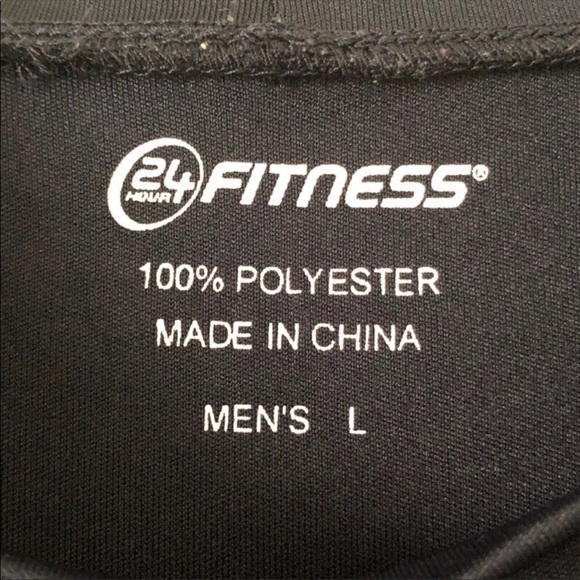 24 HOUR FITNESS®
100% POLYESTER
MADE IN CHINA
MEN'S L